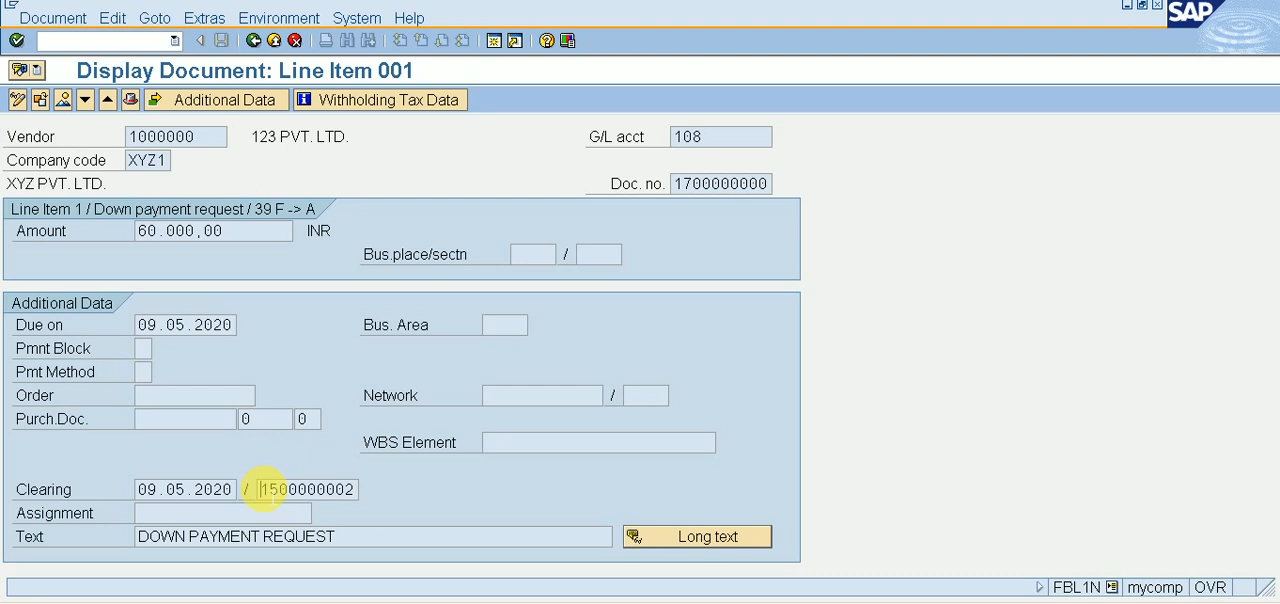 Document Edit Goto Extras Environment System Help
SAP
Display Document: Line Item 001
Additional Data Withholding Tax Data
Vendor 1000000 123 PVT. LTD. G/L acct 108
Company code XYZ1
XYZ PVT. LTD. Doc. no. 1700000000
Line Item 1 / Down payment request / 39 F -> A
Amount 60.000,00 INR
Bus.place/sectn /
Additional Data
Due on 09.05.2020 Bus. Area
Pmnt Block
Pmt Method
Order Network /
Purch.Doc. 0 0
WBS Element
Clearing 09.05.2020 / 1500000002
Assignment
Text DOWN PAYMENT REQUEST Long text
FBL1N mycomp OVR